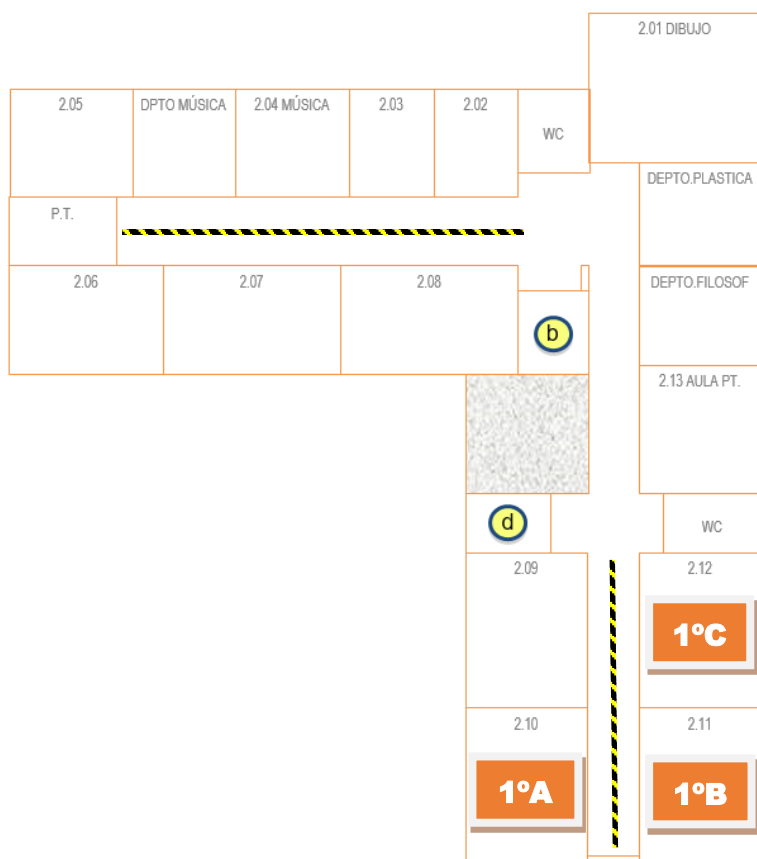 2.01 DIBUJO
2.05
DPTO MÚSICA
2.04 MÚSICA
2.03
2.02
WC
DEPTO.PLASTICA
P.T.
2.06
2.07
2.08
DEPTO.FILOSOF
b
2.13 AULA PT.
d
WC
2.09
2.12
1ºC
2.10
2.11
1ºA
1ºB